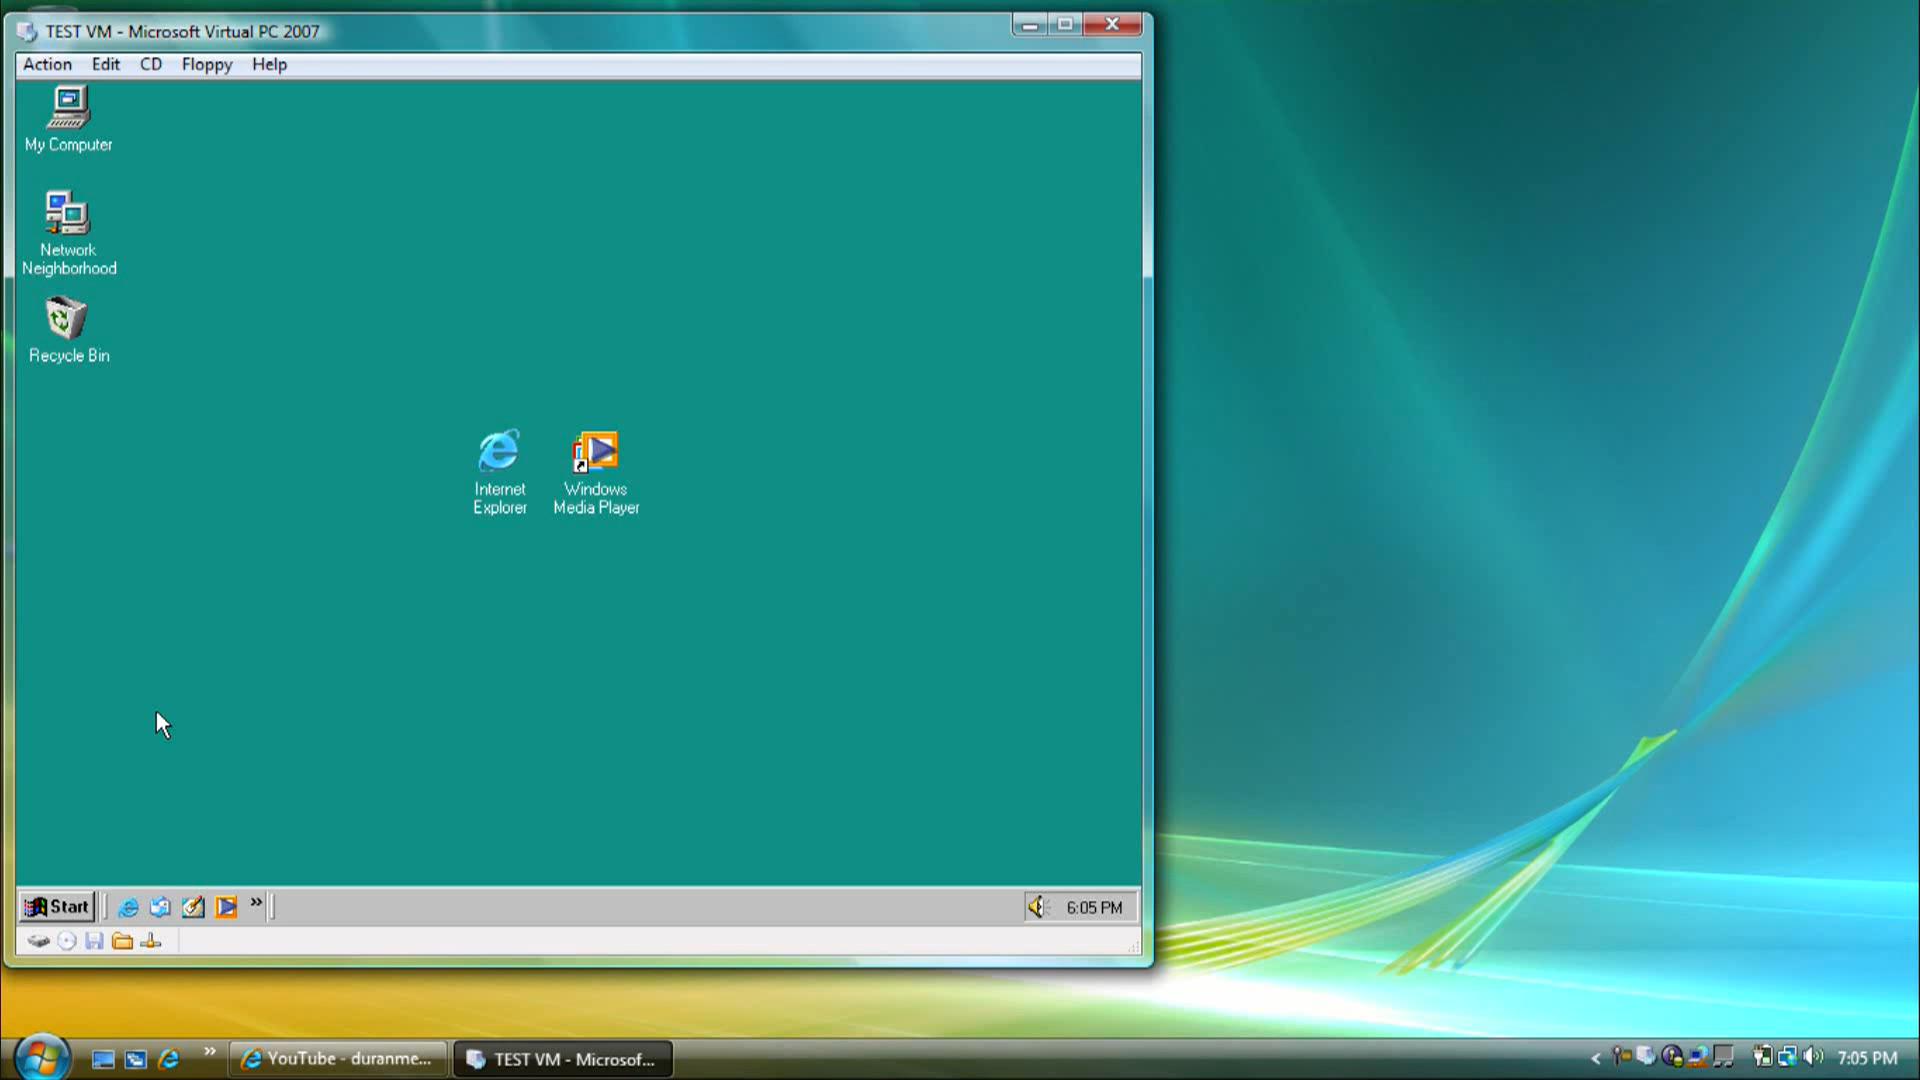 TEST VM - Microsoft Virtual PC 2007
Action Edit CD Floppy Help
My Computer
Network
Neighborhood
Recycle Bin
Internet
Explorer
Windows
Media Player
Start
»
6:05 PM
»
YouTube - duranme...
TEST VM - Microsof...
<
7:05 PM